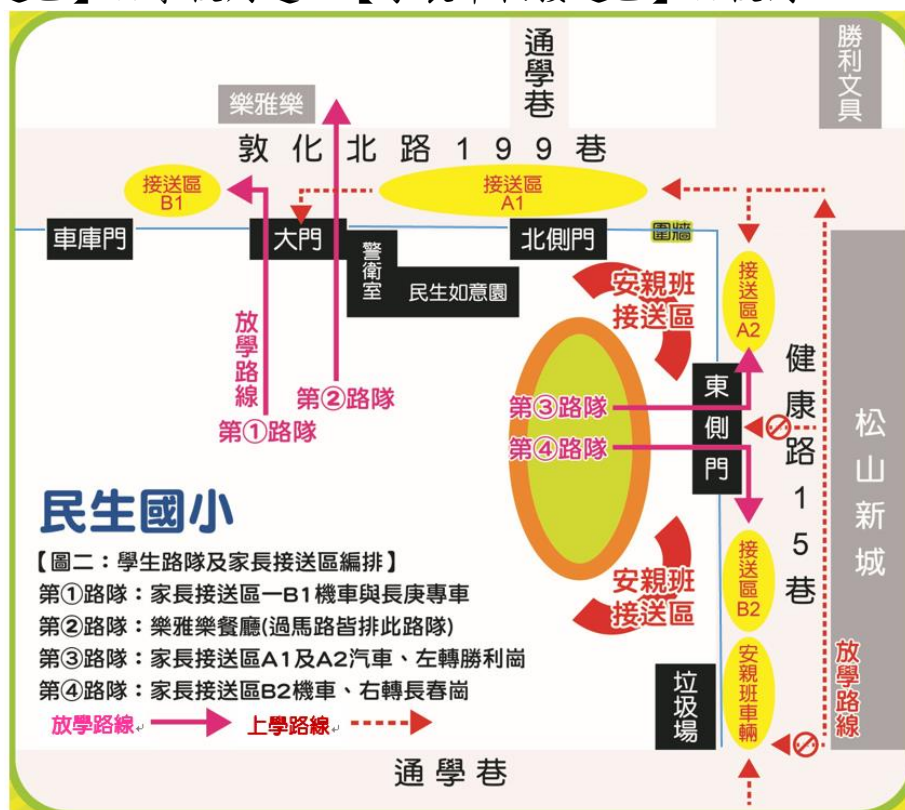 通學巷
勝利文具
樂雅樂
敦化北路199巷
接送區
B1
接送區
A1
車庫門
大門
北側門
圍牆
警衛室
民生如意園
安親班
接送區
接送區
A2
放學路線
第①路隊
第②路隊
第③路隊
第④路隊
東側門
健康路15巷
松山新城
民生國小
【圖二:學生路隊及家長接送區編排】
第①路隊:家長接送區一B1機車與長庚專車
第②路隊:樂雅樂餐廳(過馬路皆排此路隊)
第③路隊:家長接送區A1及A2汽車、左轉勝利崗
第④路隊:家長接送區B2機車、右轉長春崗
放學路線
上學路線
安親班
接送區
接送區
B2
安親班車輛
垃圾場
放學路線
通學巷